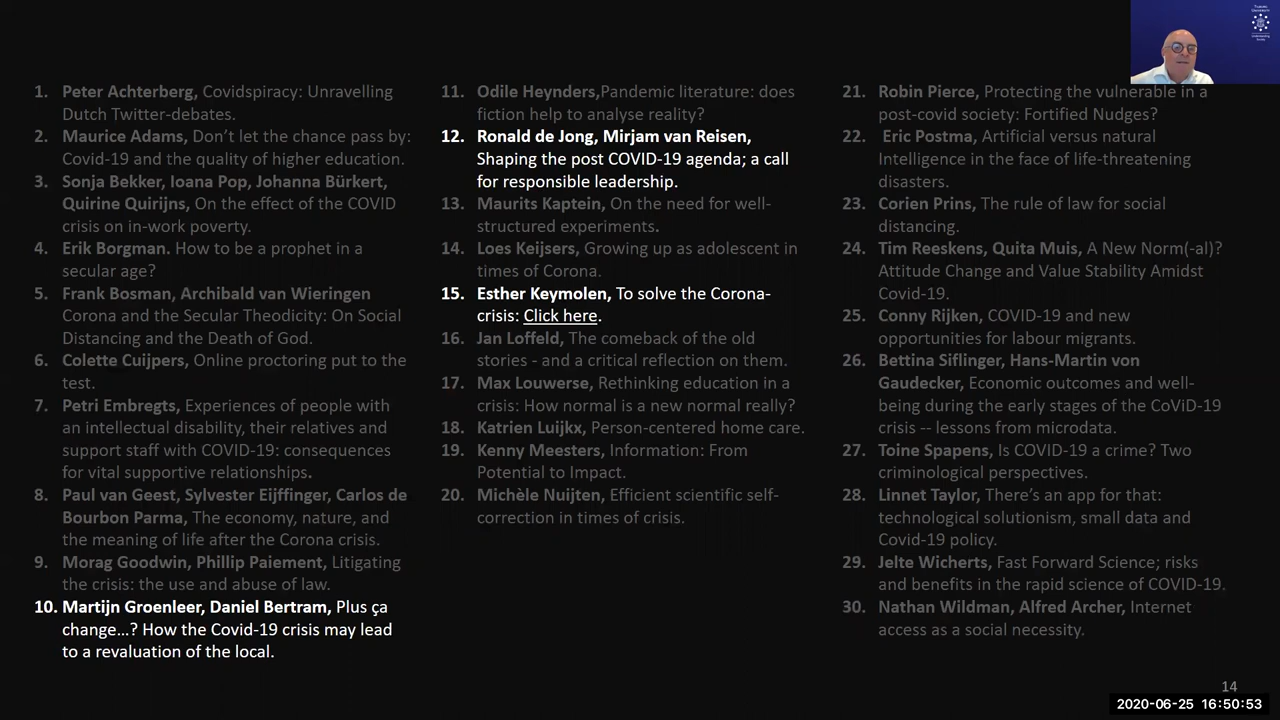 1. Peter Achterberg, Covidspiracy: Unravelling
Dutch Twitter-debates.
2. Maurice Adams, Don't let the chance pass by:
Covid-19 and the quality of higher education.
3. Sonja Bekker, Ioana Pop, Johanna Bürkert,
Quirine Quirijns, On the effect of the COVID
crisis on in-work poverty.
4. Erik Borgman. How to be a prophet in a
secular age?
5. Frank Bosman, Archibald van Wieringen
Corona and the Secular Theodicity: On Social
Distancing and the Death of God.
6. Colette Cuijpers, Online proctoring put to the
test.
7. Petri Embregts, Experiences of people with
an intellectual disability, their relatives and
support staff with COVID-19: consequences
for vital supportive relationships.
8. Paul van Geest, Sylvester Eijffinger, Carlos de
Bourbon Parma, The economy, nature, and
the meaning of life after the Corona crisis.
9. Morag Goodwin, Phillip Paiement, Litigating
the crisis: the use and abuse of law.
10. Martijn Groenleer, Daniel Bertram, Plus ça
change…? How the Covid-19 crisis may lead
to a revaluation of the local.
11. Odile Heynders,Pandemic literature: does
fiction help to analyse reality?
12. Ronald de Jong, Mirjam van Reisen,
Shaping the post COVID-19 agenda; a call
for responsible leadership.
13. Maurits Kaptein, On the need for well-
structured experiments.
14. Loes Keijsers, Growing up as adolescent in
times of Corona.
15. Esther Keymolen, To solve the Corona-
crisis: Click here.
16. Jan Loffeld, The comeback of the old
stories - and a critical reflection on them.
17. Max Louwerse, Rethinking education in a
crisis: How normal is a new normal really?
18. Katrien Luijkx, Person-centered home care.
19. Kenny Meesters, Information: From
Potential to Impact.
20. Michèle Nuijten, Efficient scientific self-
correction in times of crisis.
21. Robin Pierce, Protecting the vulnerable in a
post-covid society: Fortified Nudges?
22. Eric Postma, Artificial versus natural
Intelligence in the face of life-threatening
disasters.
23. Corien Prins, The rule of law for social
distancing.
24. Tim Reeskens, Quita Muis, A New Norm(-al)?
Attitude Change and Value Stability Amidst
Covid-19.
25. Conny Rijken, COVID-19 and new
opportunities for labour migrants.
26. Bettina Siflinger, Hans-Martin von
Gaudecker, Economic outcomes and well-
being during the early stages of the CoViD-19
crisis -- lessons from microdata.
27. Toine Spapens, Is COVID-19 a crime? Two
criminological perspectives.
28. Linnet Taylor, There's an app for that:
technological solutionism, small data and
Covid-19 policy.
29. Jelte Wicherts, Fast Forward Science; risks
and benefits in the rapid science of COVID-19.
30. Nathan Wildman, Alfred Archer, Internet
access as a social necessity.
14
2020-06-25 16:50:53